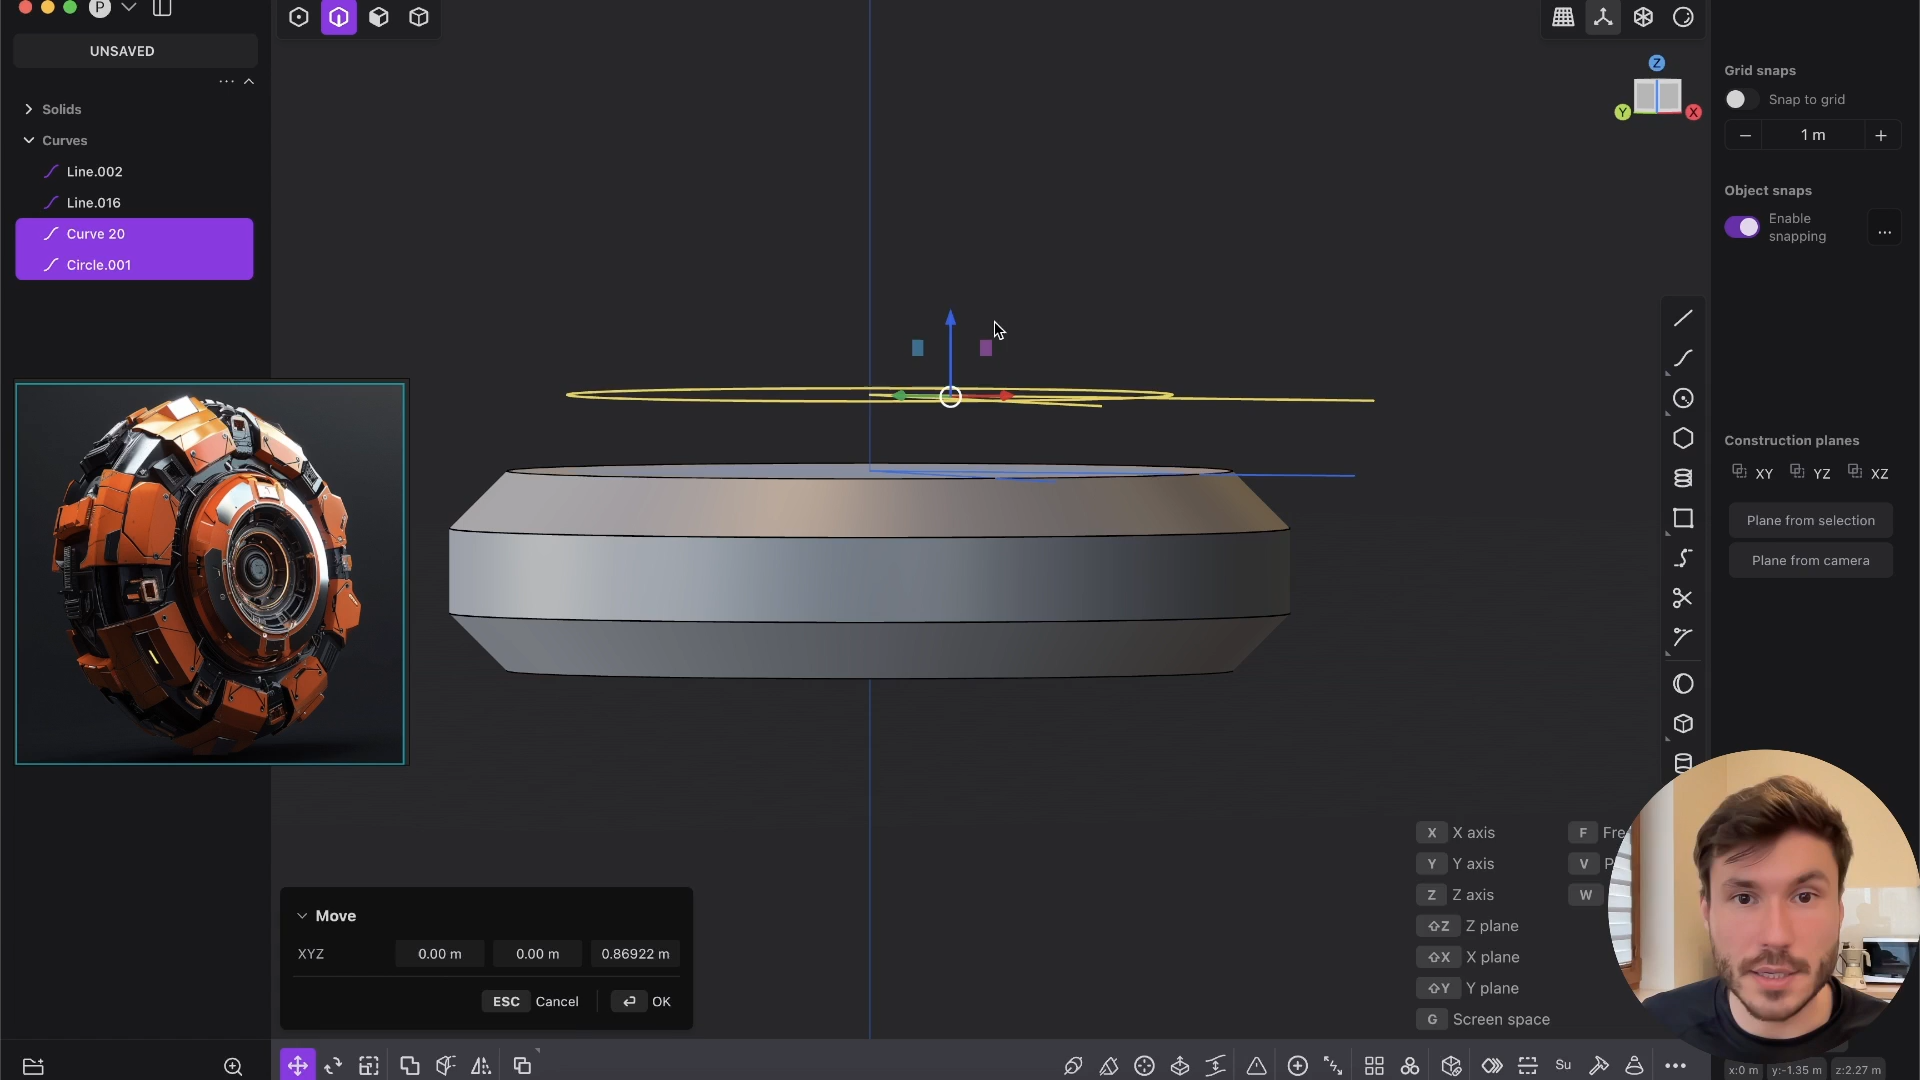 P
UNSAVED
Solids
Curves
Line.002
Line.016
Curve 20
Circle.001
Z
Y
X
Grid snaps
Snap to grid
1 m
Object snaps
Enable
snapping
Construction planes
XY
YZ
XZ
Plane from selection
Plane from camera
X X axis
Y Y axis
Z Z axis
⇧Z Z plane
⇧X X plane
⇧Y Y plane
G Screen space
F Fre
V P
W
Move
XYZ 0.00 m 0.00 m 0.86922 m
ESC Cancel
OK
Su
x:0 m y:-1.35 m z:2.27 m